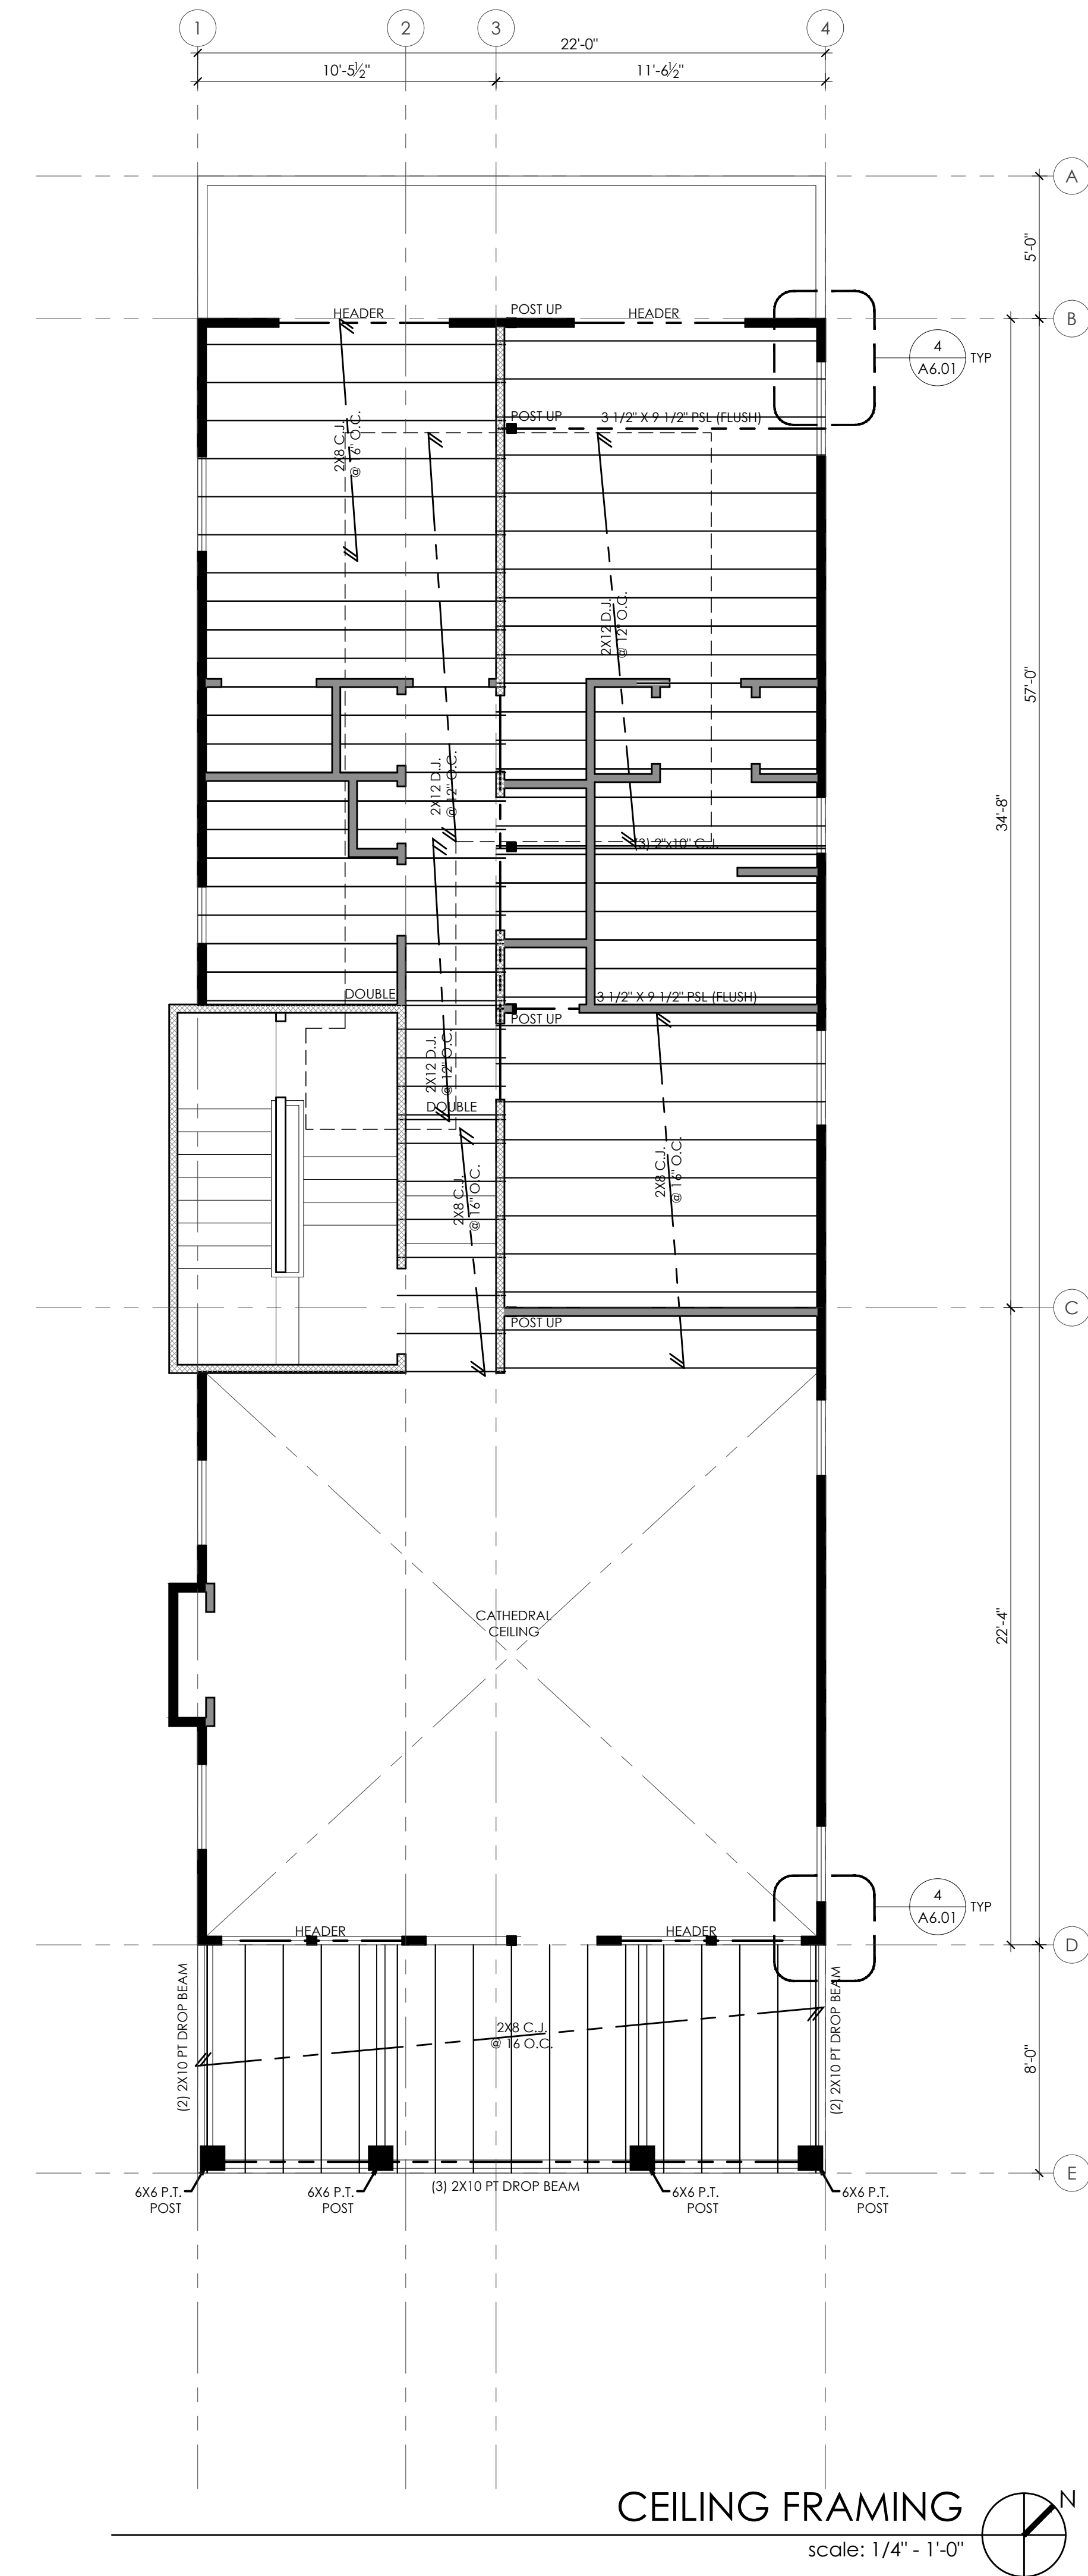 1
2
3
4
22'-0"
10'-5½"
11'-6½"
A
5'-0"
HEADER
POST UP
HEADER
B
4
A6.01
TYP
2X8 C.J.
@ 16" O.C.
POST UP
3 1/2" X 9 1/2" PSL (FLUSH)
2X12 D.J.
@ 12" O.C.
57'-0"
2X12 D.J.
@ 12" O.C.
34'-8"
(3) 2"x10" C.J.
DOUBLE
3 1/2" X 9 1/2" PSL (FLUSH)
POST UP
2X12 D.J.
@ 12" O.C.
DOUBLE
2X8 C.J.
@ 16" O.C.
2X8 C.J.
@ 16" O.C.
C
POST UP
CATHEDRAL
CEILING
22'-4"
4
A6.01
TYP
HEADER
HEADER
D
(2) 2X10 PT DROP BEAM
2X8 C.J.
@ 16 O.C.
(2) 2X10 PT DROP BEAM
8'-0"
E
6X6 P.T.
POST
6X6 P.T.
POST
(3) 2X10 PT DROP BEAM
6X6 P.T.
POST
6X6 P.T.
POST
CEILING FRAMING
N
scale: 1/4" - 1'-0"